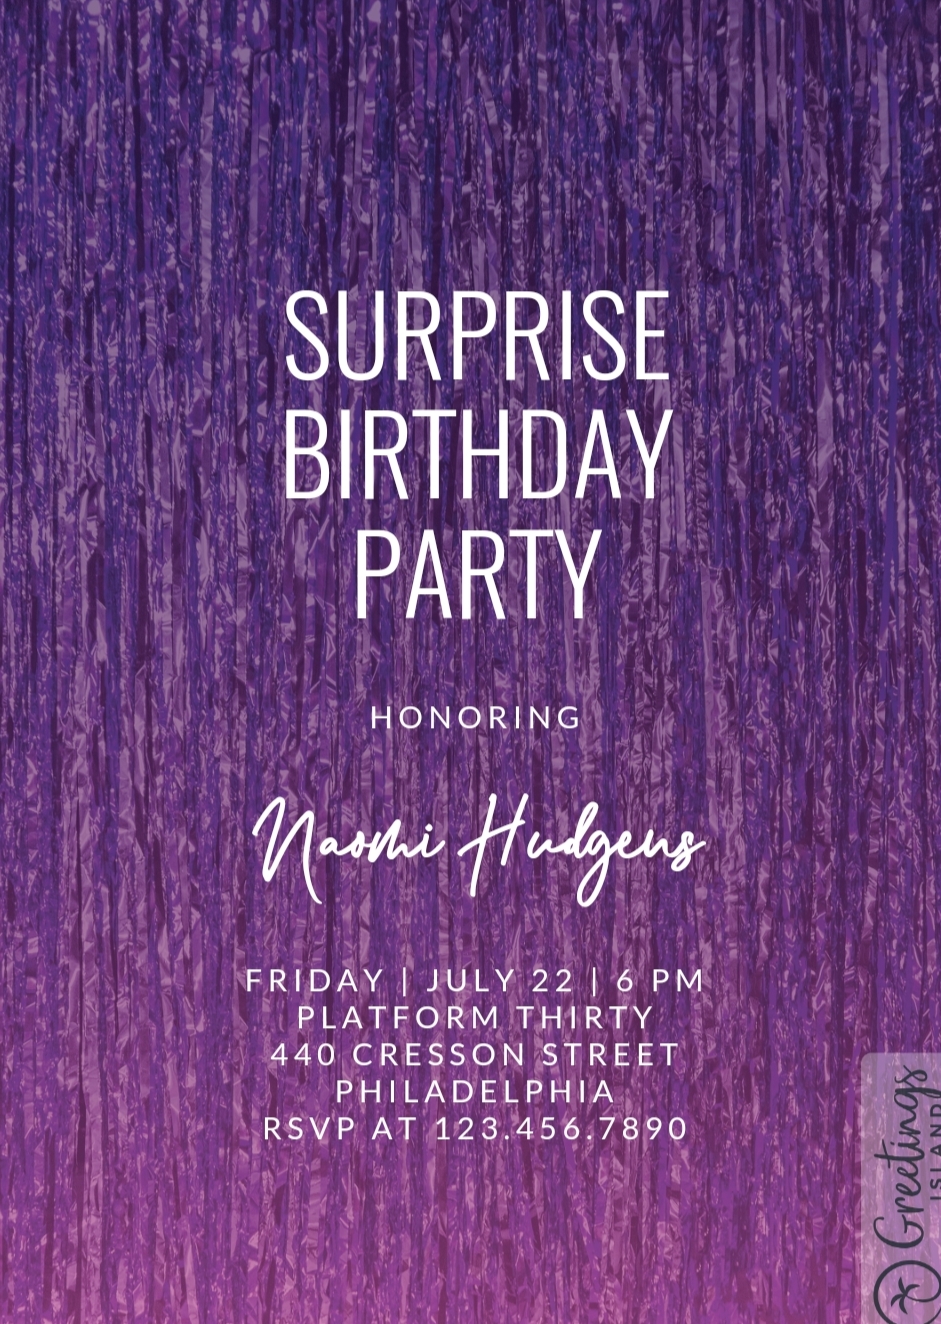 SURPRISE
BIRTHDAY
PARTY
HONORING
Naomi Hudgens
FRIDAY | JULY 22 | 6 PM
PLATFORM THIRTY
440 CRESSON STREET
PHILADELPHIA
RSVP AT 123.456.7890
Greetings
ISLAND